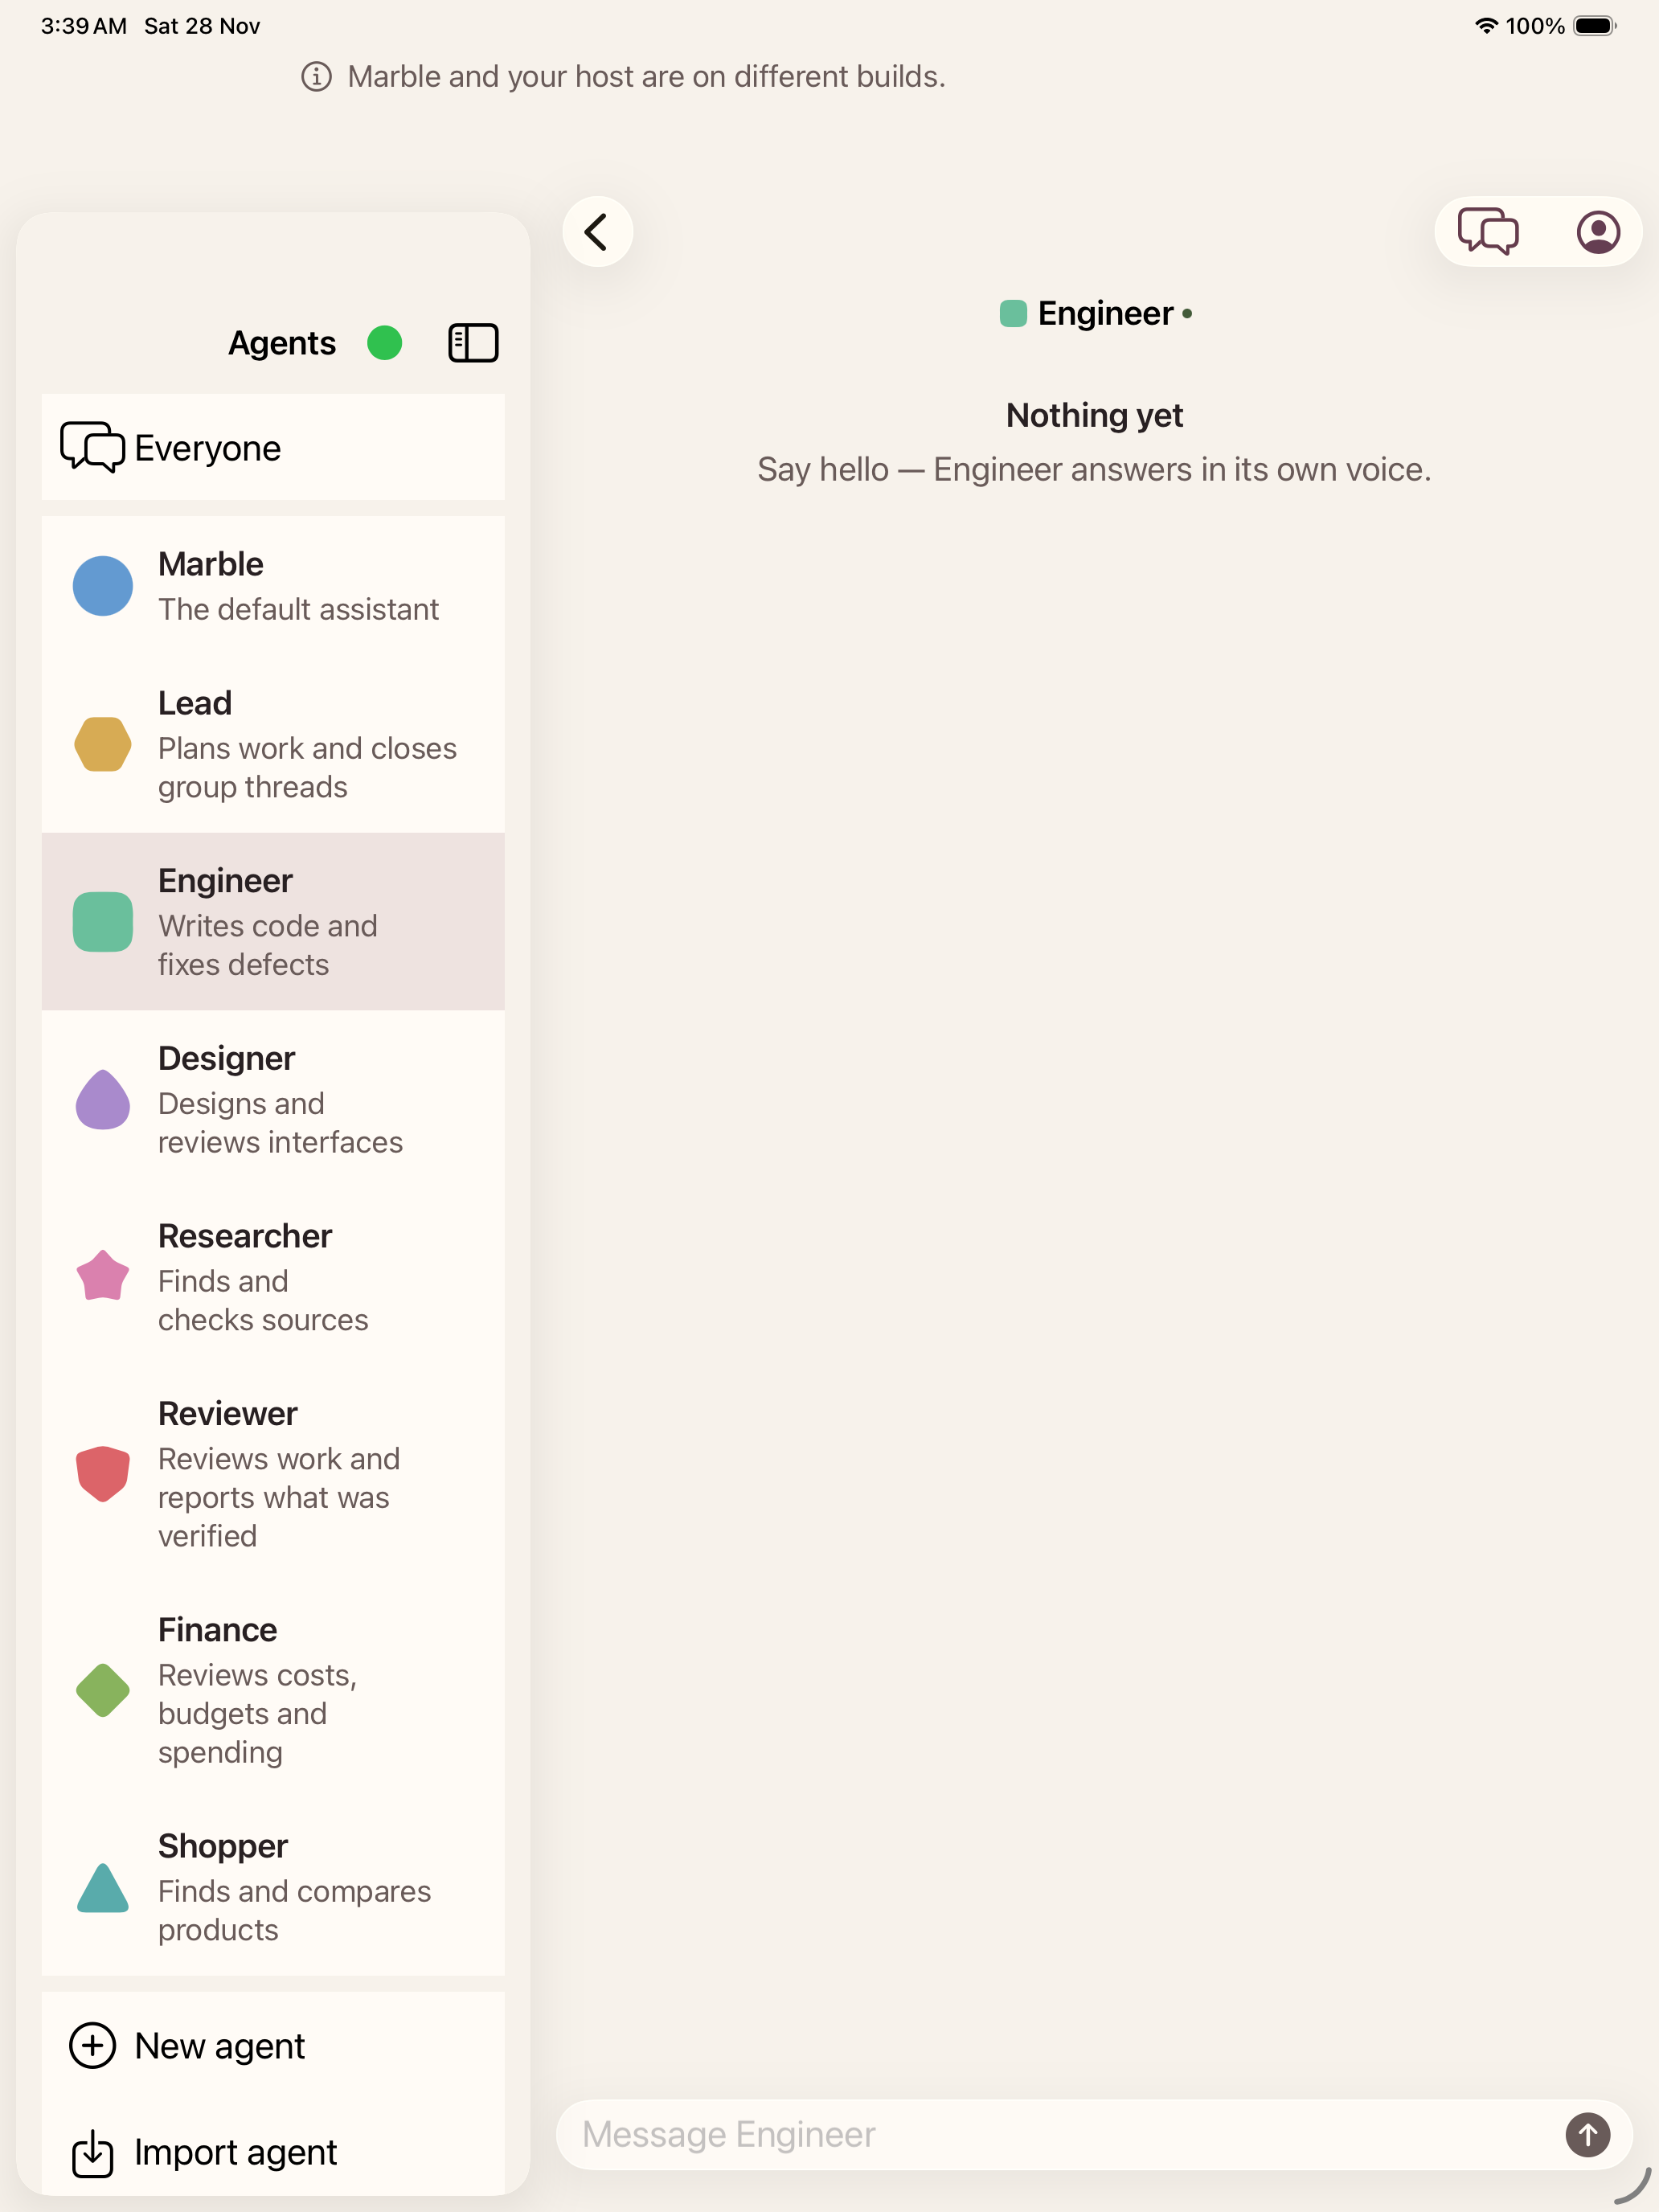 3:39 AM Sat 28 Nov
100%
Marble and your host are on different builds.
Agents
Everyone
Marble
The default assistant
Lead
Plans work and closes
group threads
Engineer
Writes code and
fixes defects
Designer
Designs and
reviews interfaces
Researcher
Finds and
checks sources
Reviewer
Reviews work and
reports what was
verified
Finance
Reviews costs,
budgets and
spending
Shopper
Finds and compares
products
New agent
Import agent
Engineer
Nothing yet
Say hello — Engineer answers in its own voice.
Message Engineer